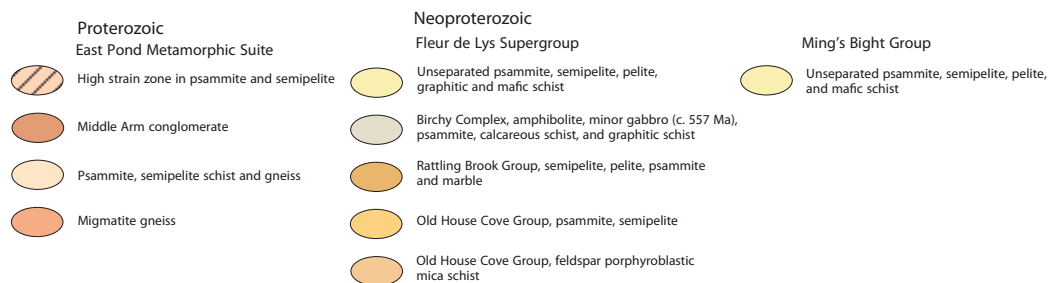 Proterozoic
East Pond Metamorphic Suite
High strain zone in psammite and semipelite
Middle Arm conglomerate
Psammite, semipelite schist and gneiss
Migmatite gneiss
Neoproterozoic
Fleur de Lys Supergroup
Unseparated psammite, semipelite, pelite,
graphitic and mafic schist
Birchy Complex, amphibolite, minor gabbro (c. 557 Ma),
psammite, calcareous schist, and graphitic schist
Rattling Brook Group, semipelite, pelite, psammite
and marble
Old House Cove Group, psammite, semipelite
Old House Cove Group, feldspar porphyroblastic
mica schist
Ming's Bight Group
Unseparated psammite, semipelite, pelite,
and mafic schist